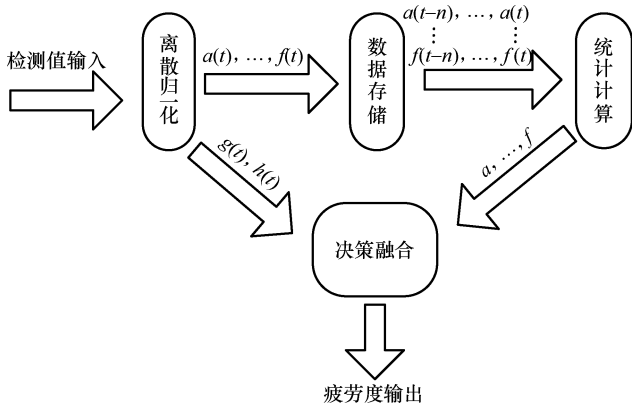 检测值输入
离散归一化
a(t), …, f(t)
数据存储
a(t−n), …, a(t)
⋮ ⋮
f(t−n), …, f(t)
统计计算
g(t), h(t)
a, …, f
决策融合
疲劳度输出